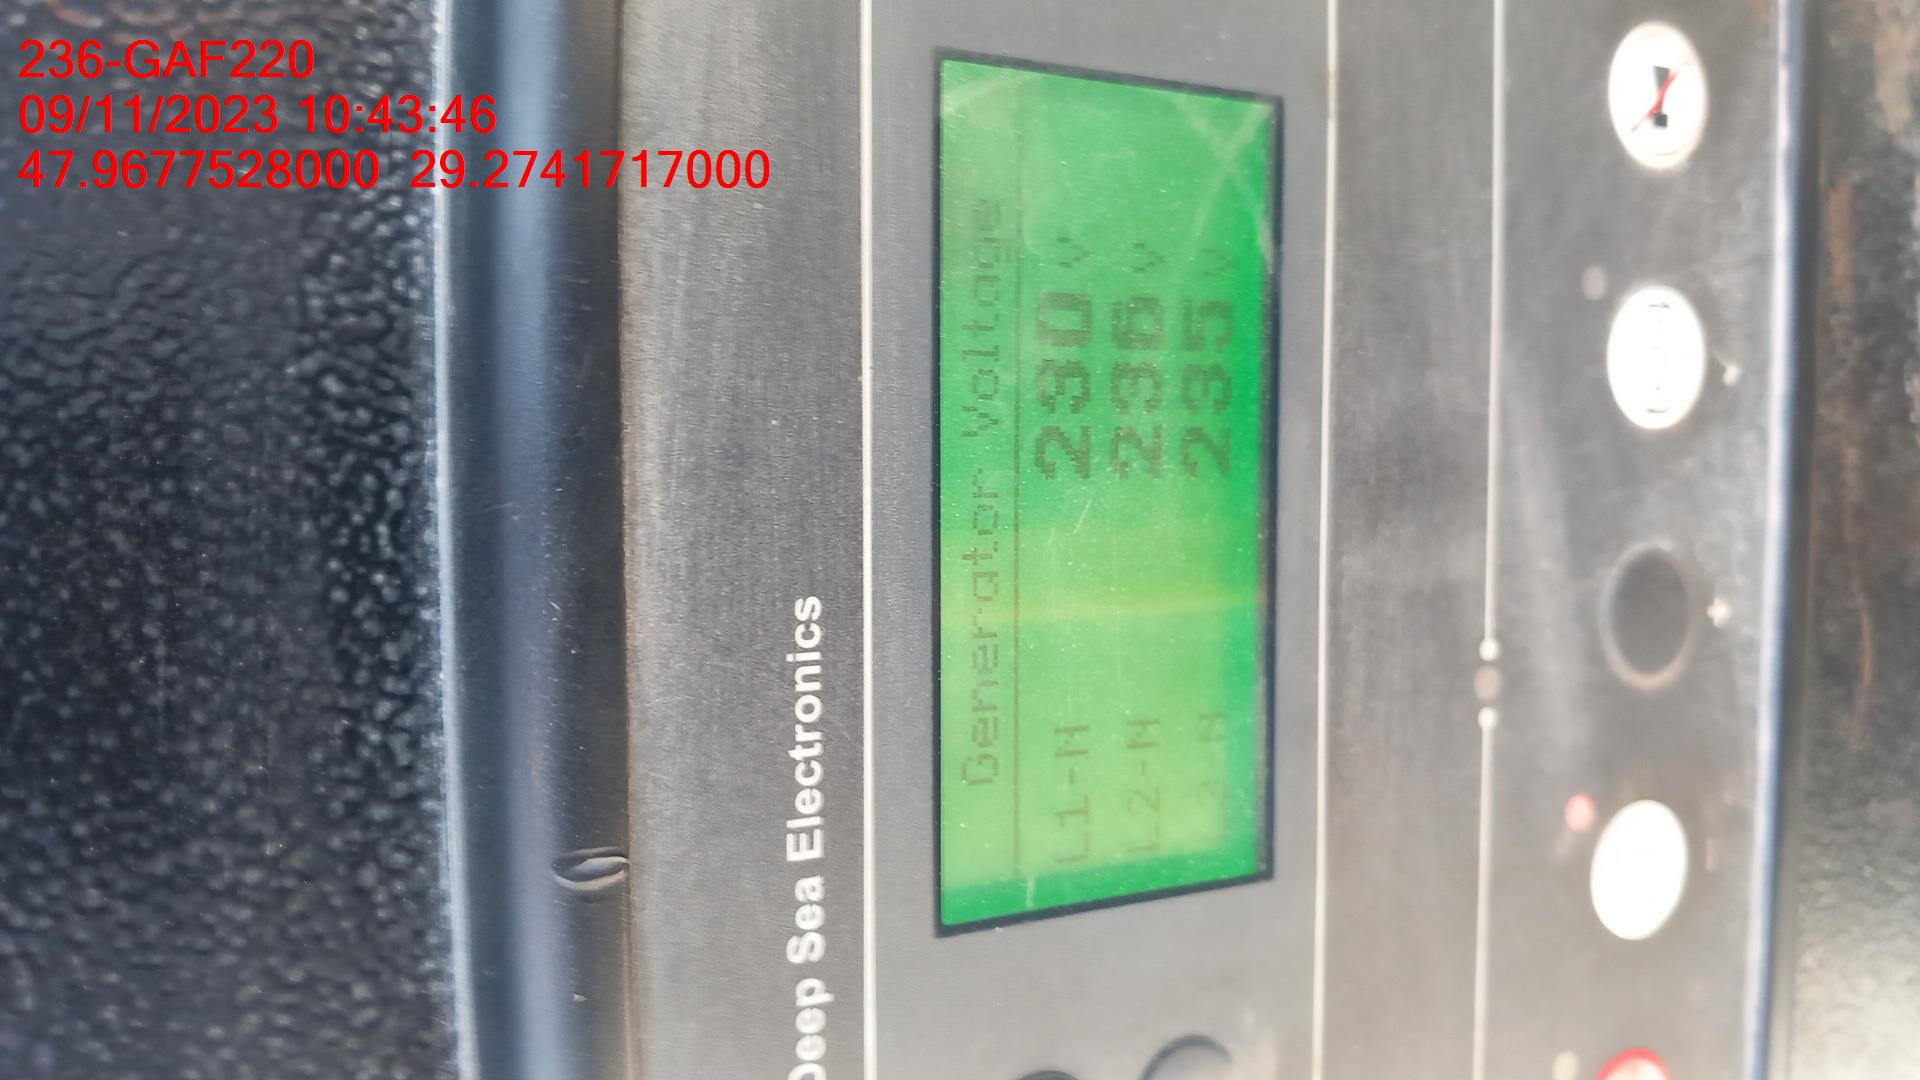 236-GAF220
09/11/2023 10:43:46
47.9677528000 29.2741717000
Deep Sea Electronics
Generator Voltage
L1-N 230 V
L2-N 236 V
L3-N 235 V